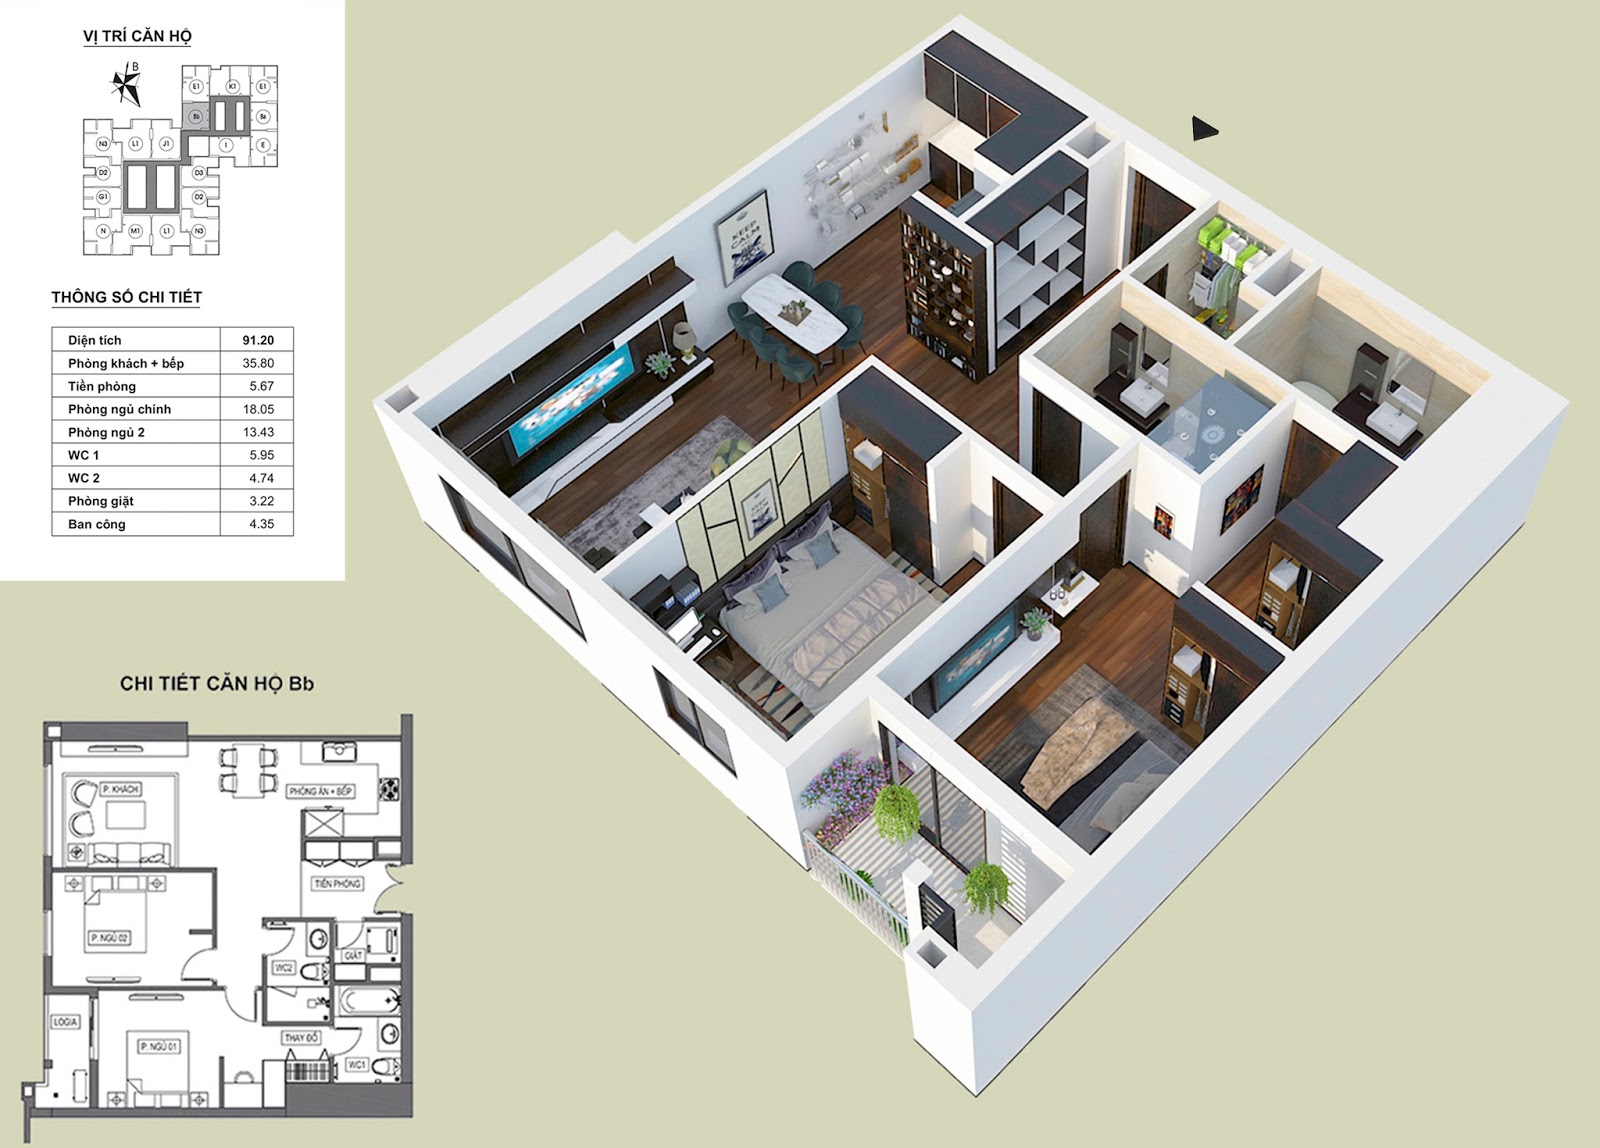 VỊ TRÍ CĂN HỘ
B
E1 K1 E1
Bb Ba
N3 L1 J1 I E
D2 D3
G1 D2
N M1 L1 N3
THÔNG SỐ CHI TIẾT
Diện tích 91.20
Phòng khách + bếp 35.80
Tiền phòng 5.67
Phòng ngủ chính 18.05
Phòng ngủ 2 13.43
WC 1 5.95
WC 2 4.74
Phòng giặt 3.22
Ban công 4.35
CHI TIẾT CĂN HỘ Bb
P. KHÁCH
PHÒNG ĂN + BẾP
TIỀN PHÒNG
P. NGỦ 02
GIẶT
WC2
LOGIA
THAY ĐỒ
P. NGỦ 01
WC1
KEEP
CALM